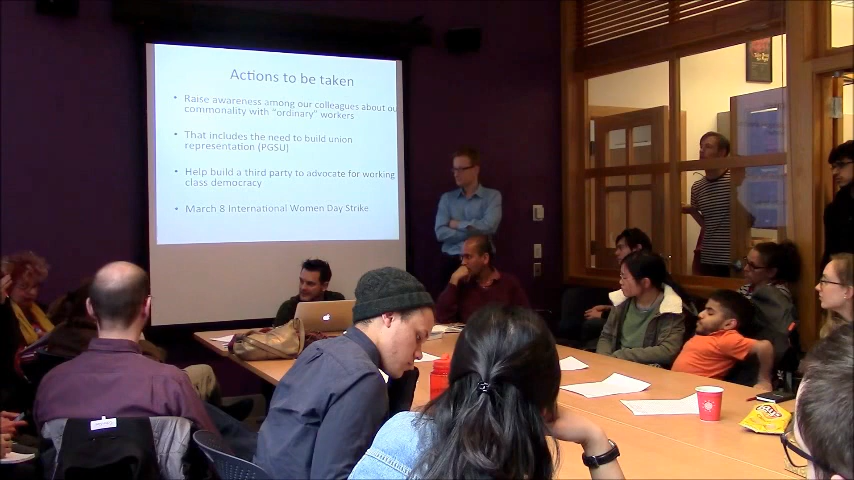 Actions to be taken
• Raise awareness among our colleagues about ou
commonality with "ordinary" workers
• That includes the need to build union
representation (PGSU)
• Help build a third party to advocate for working
class democracy
• March 8 International Women Day Strike